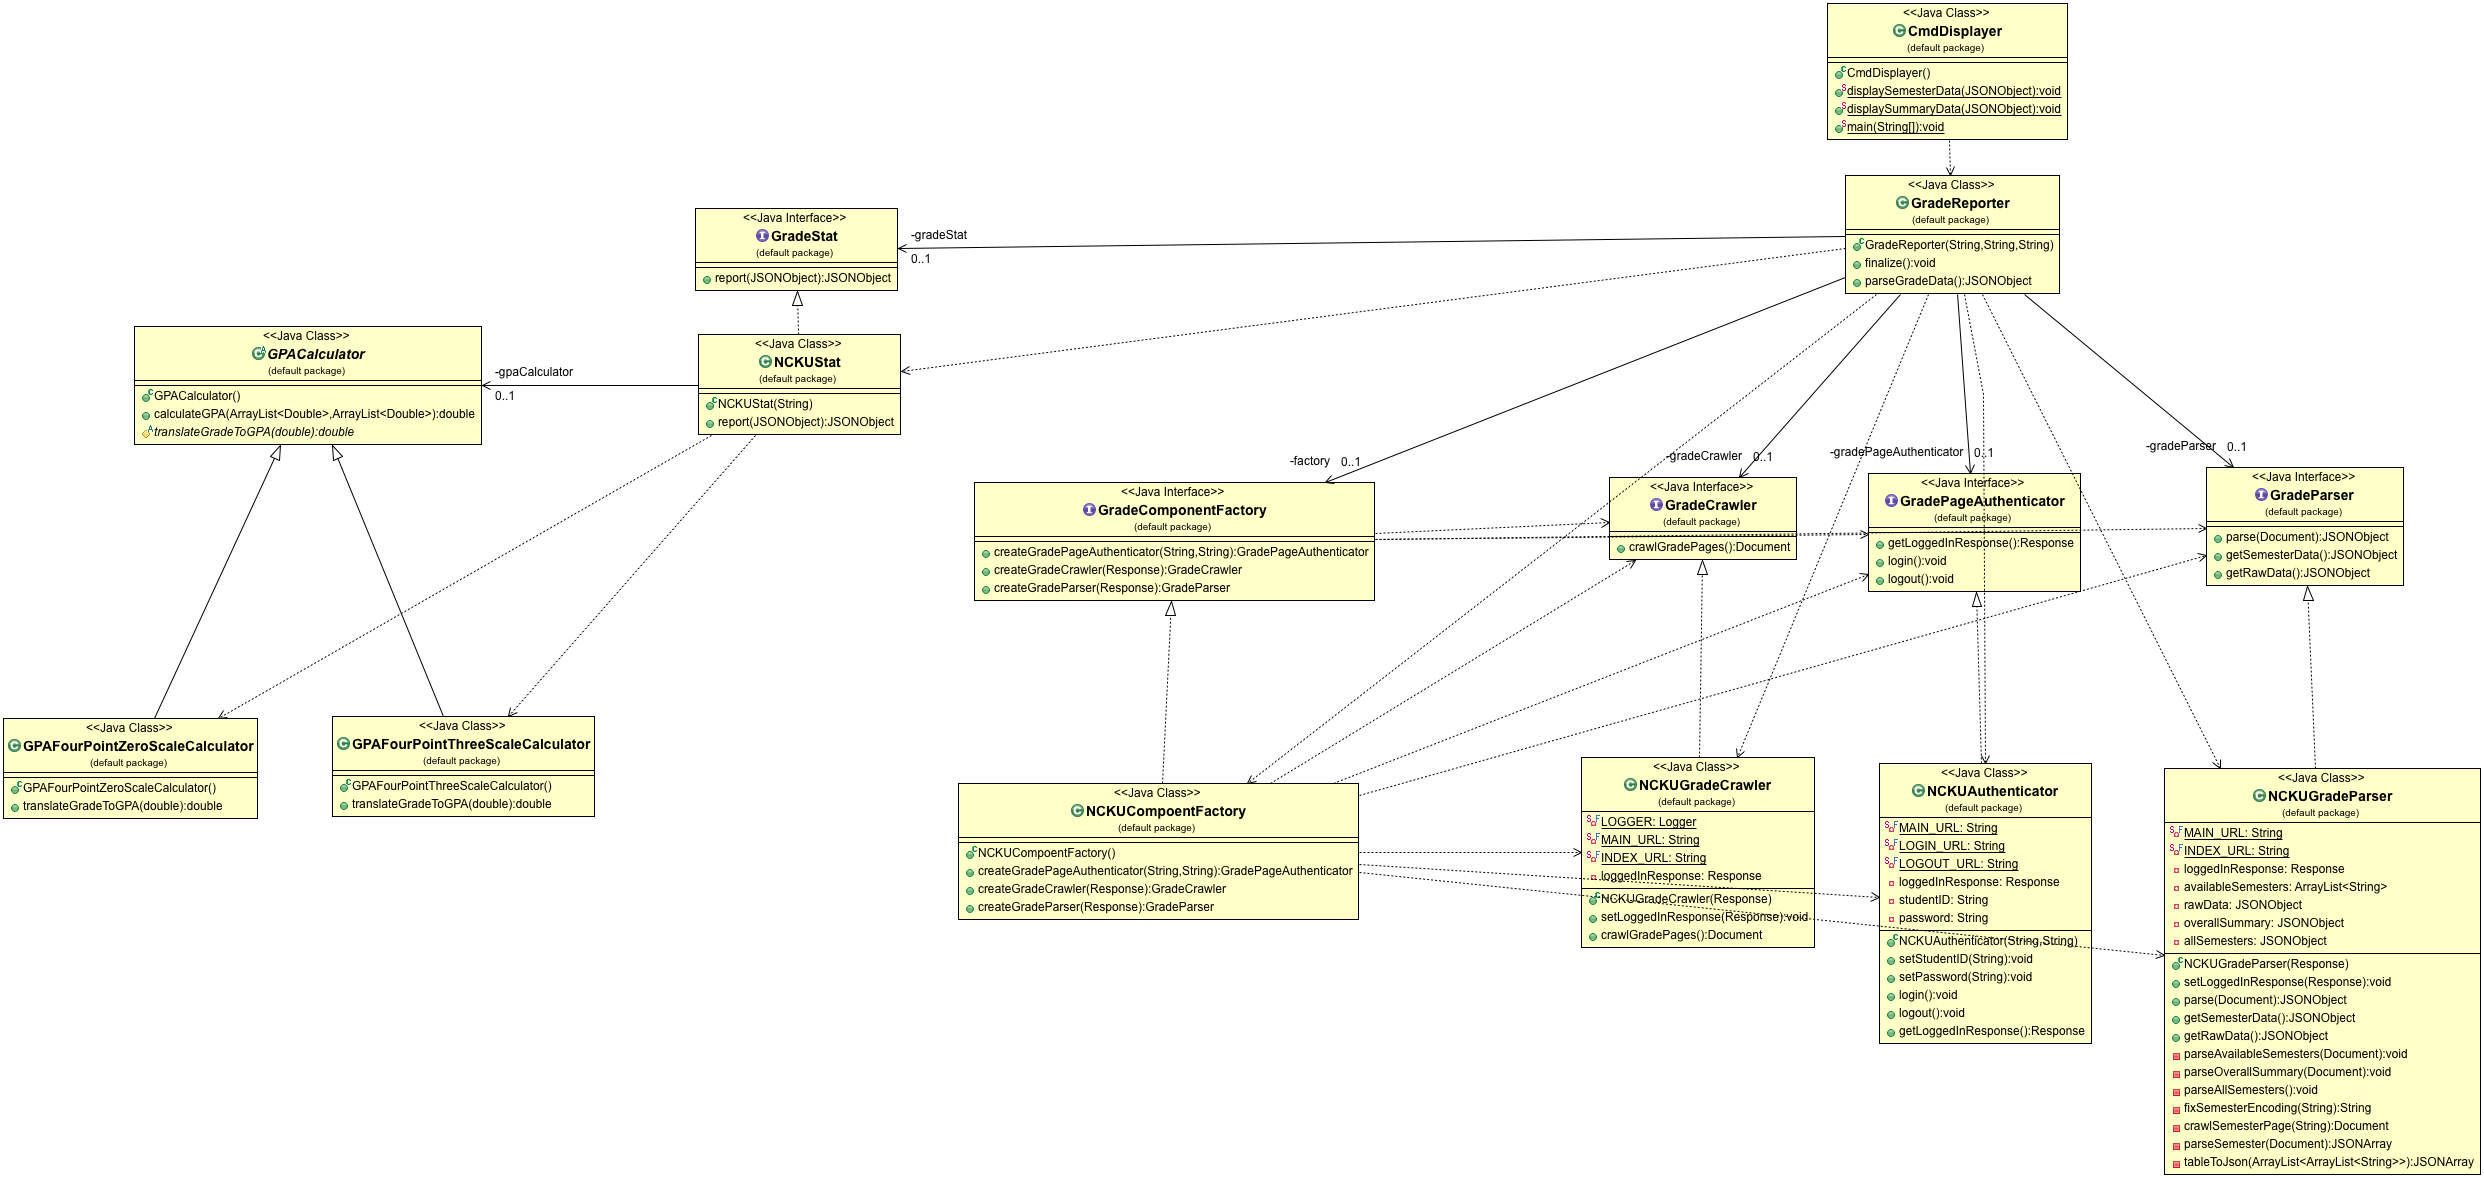 <<Java Class>>
CmdDisplayer
(default package)
CmdDisplayer()
displaySemesterData(JSONObject):void
displaySummaryData(JSONObject):void
main(String[]):void
<<Java Class>>
GradeReporter
(default package)
GradeReporter(String,String,String)
finalize():void
parseGradeData():JSONObject
<<Java Interface>>
GradeStat
(default package)
report(JSONObject):JSONObject
-gradeStat
0..1
<<Java Class>>
GPACalculator
(default package)
GPACalculator()
calculateGPA(ArrayList<Double>,ArrayList<Double>):double
translateGradeToGPA(double):double
-gpaCalculator
0..1
<<Java Class>>
NCKUStat
(default package)
NCKUStat(String)
report(JSONObject):JSONObject
-factory 0..1
-gradeCrawler 0..1
-gradePageAuthenticator 0..1
-gradeParser 0..1
<<Java Interface>>
GradeComponentFactory
(default package)
createGradePageAuthenticator(String,String):GradePageAuthenticator
createGradeCrawler(Response):GradeCrawler
createGradeParser(Response):GradeParser
<<Java Interface>>
GradeCrawler
(default package)
crawlGradePages():Document
<<Java Interface>>
GradePageAuthenticator
(default package)
getLoggedInResponse():Response
login():void
logout():void
<<Java Interface>>
GradeParser
(default package)
parse(Document):JSONObject
getSemesterData():JSONObject
getRawData():JSONObject
<<Java Class>>
GPAFourPointZeroScaleCalculator
(default package)
GPAFourPointZeroScaleCalculator()
translateGradeToGPA(double):double
<<Java Class>>
GPAFourPointThreeScaleCalculator
(default package)
GPAFourPointThreeScaleCalculator()
translateGradeToGPA(double):double
<<Java Class>>
NCKUCompoentFactory
(default package)
NCKUCompoentFactory()
createGradePageAuthenticator(String,String):GradePageAuthenticator
createGradeCrawler(Response):GradeCrawler
createGradeParser(Response):GradeParser
<<Java Class>>
NCKUGradeCrawler
(default package)
LOGGER: Logger
MAIN_URL: String
INDEX_URL: String
loggedInResponse: Response
NCKUGradeCrawler(Response)
setLoggedInResponse(Response):void
crawlGradePages():Document
<<Java Class>>
NCKUAuthenticator
(default package)
MAIN_URL: String
LOGIN_URL: String
LOGOUT_URL: String
loggedInResponse: Response
studentID: String
password: String
NCKUAuthenticator(String,String)
setStudentID(String):void
setPassword(String):void
login():void
logout():void
getLoggedInResponse():Response
<<Java Class>>
NCKUGradeParser
(default package)
MAIN_URL: String
INDEX_URL: String
loggedInResponse: Response
availableSemesters: ArrayList<String>
rawData: JSONObject
overallSummary: JSONObject
allSemesters: JSONObject
NCKUGradeParser(Response)
setLoggedInResponse(Response):void
parse(Document):JSONObject
getSemesterData():JSONObject
getRawData():JSONObject
parseAvailableSemesters(Document):void
parseOverallSummary(Document):void
parseAllSemesters():void
fixSemesterEncoding(String):String
crawlSemesterPage(String):Document
parseSemester(Document):JSONArray
tableToJson(ArrayList<ArrayList<String>>):JSONArray